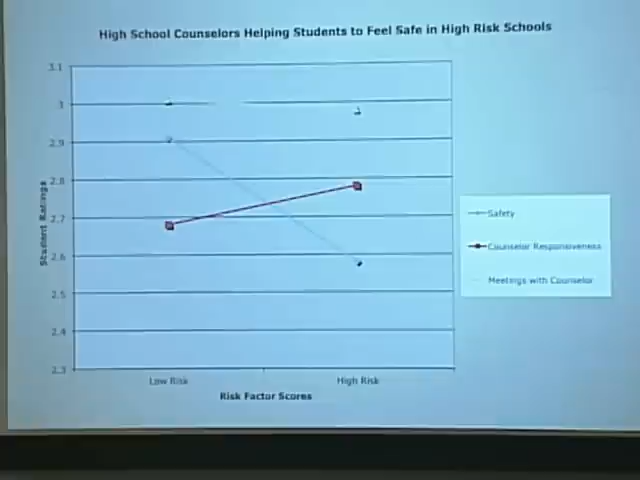 High School Counselors Helping Students to Feel Safe in High Risk Schools
3.1
3
2.9
2.8
2.7
2.6
2.5
2.4
2.3
Student Ratings
Low Risk
High Risk
Risk Factor Scores
Safety
Counselor Responsiveness
Meetings with Counselor